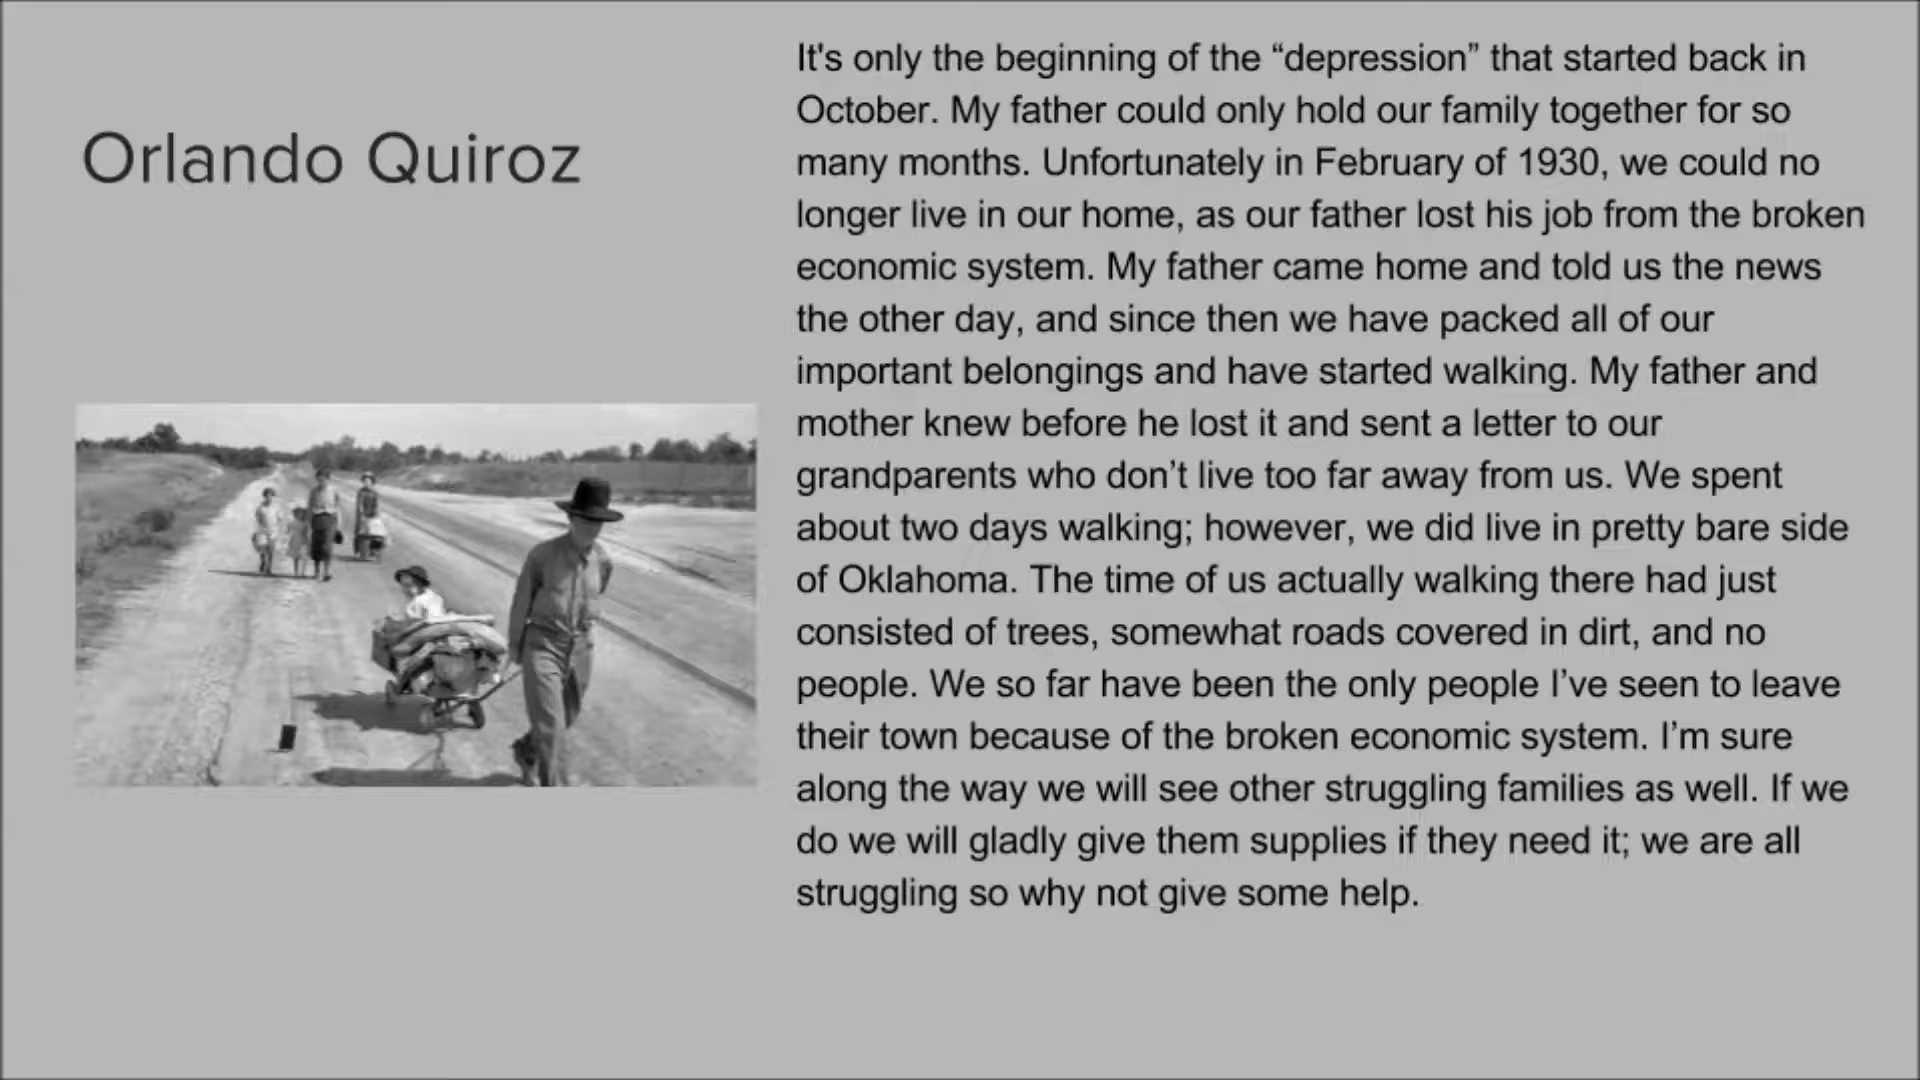 Orlando Quiroz
It's only the beginning of the “depression” that started back in
October. My father could only hold our family together for so
many months. Unfortunately in February of 1930, we could no
longer live in our home, as our father lost his job from the broken
economic system. My father came home and told us the news
the other day, and since then we have packed all of our
important belongings and have started walking. My father and
mother knew before he lost it and sent a letter to our
grandparents who don’t live too far away from us. We spent
about two days walking; however, we did live in pretty bare side
of Oklahoma. The time of us actually walking there had just
consisted of trees, somewhat roads covered in dirt, and no
people. We so far have been the only people I’ve seen to leave
their town because of the broken economic system. I’m sure
along the way we will see other struggling families as well. If we
do we will gladly give them supplies if they need it; we are all
struggling so why not give some help.